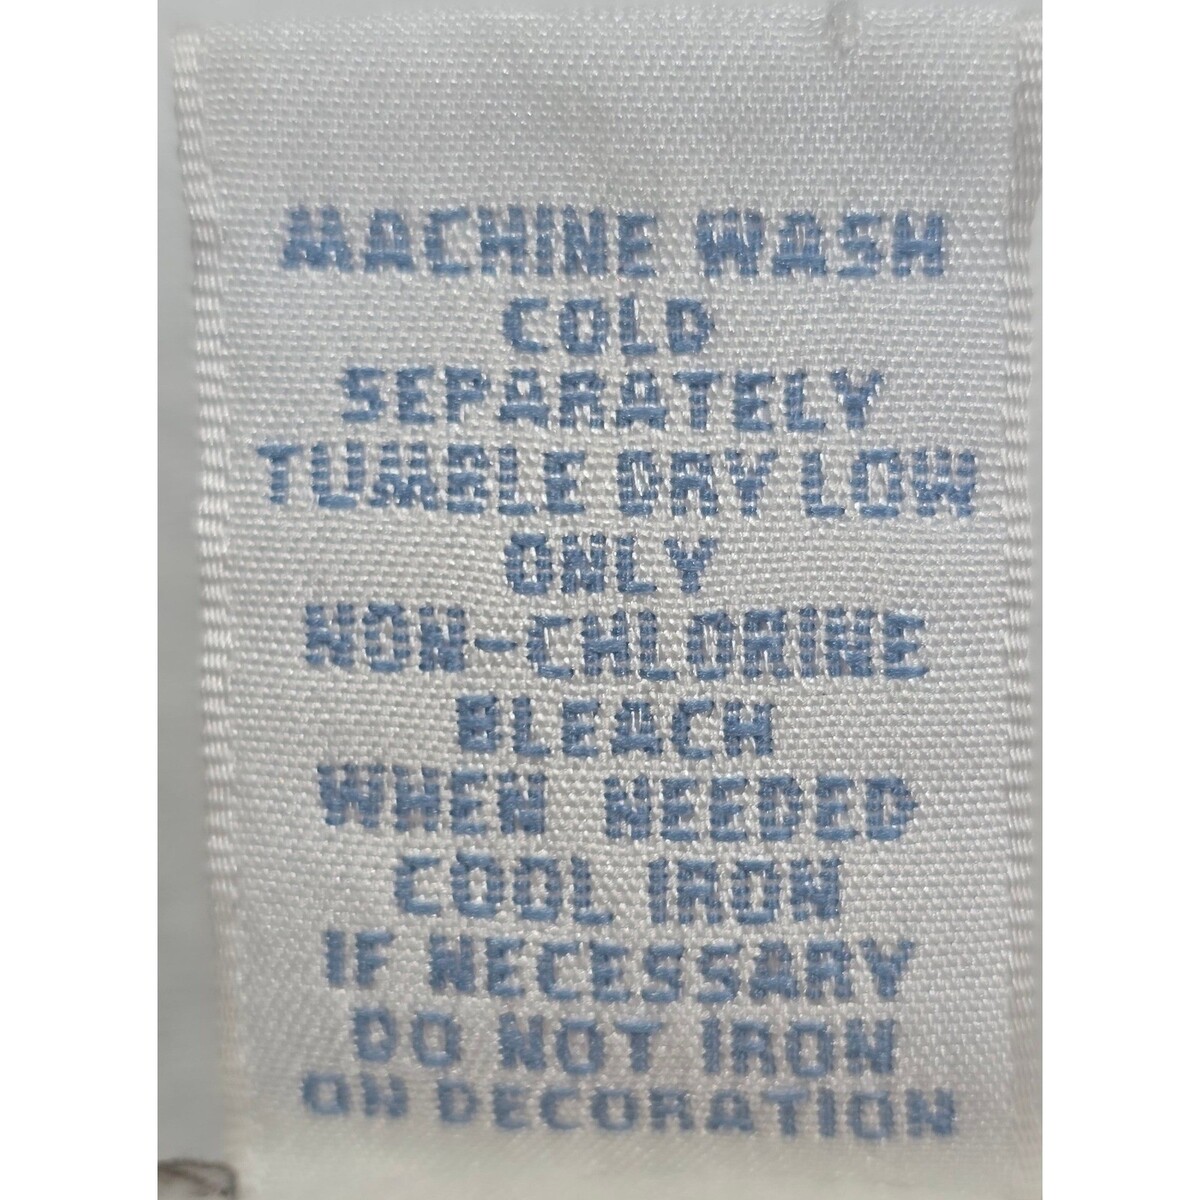 MACHINE WASH
COLD
SEPARATELY
TUMBLE DRY LOW
ONLY
NON-CHLORINE
BLEACH
WHEN NEEDED
COOL IRON
IF NECESSARY
DO NOT IRON
ON DECORATION